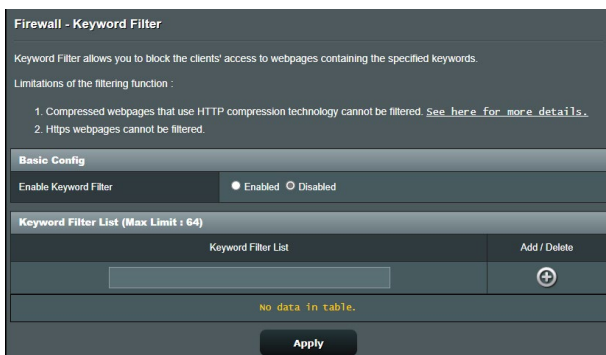 Firewall - Keyword Filter
Keyword Filter allows you to block the clients' access to webpages containing the specified keywords.
Limitations of the filtering function :
1. Compressed webpages that use HTTP compression technology cannot be filtered. See here for more details.
2. Https webpages cannot be filtered.
Basic Config
Enable Keyword Filter Enabled Disabled
Keyword Filter List (Max Limit : 64)
Keyword Filter List Add / Delete
No data in table.
Apply